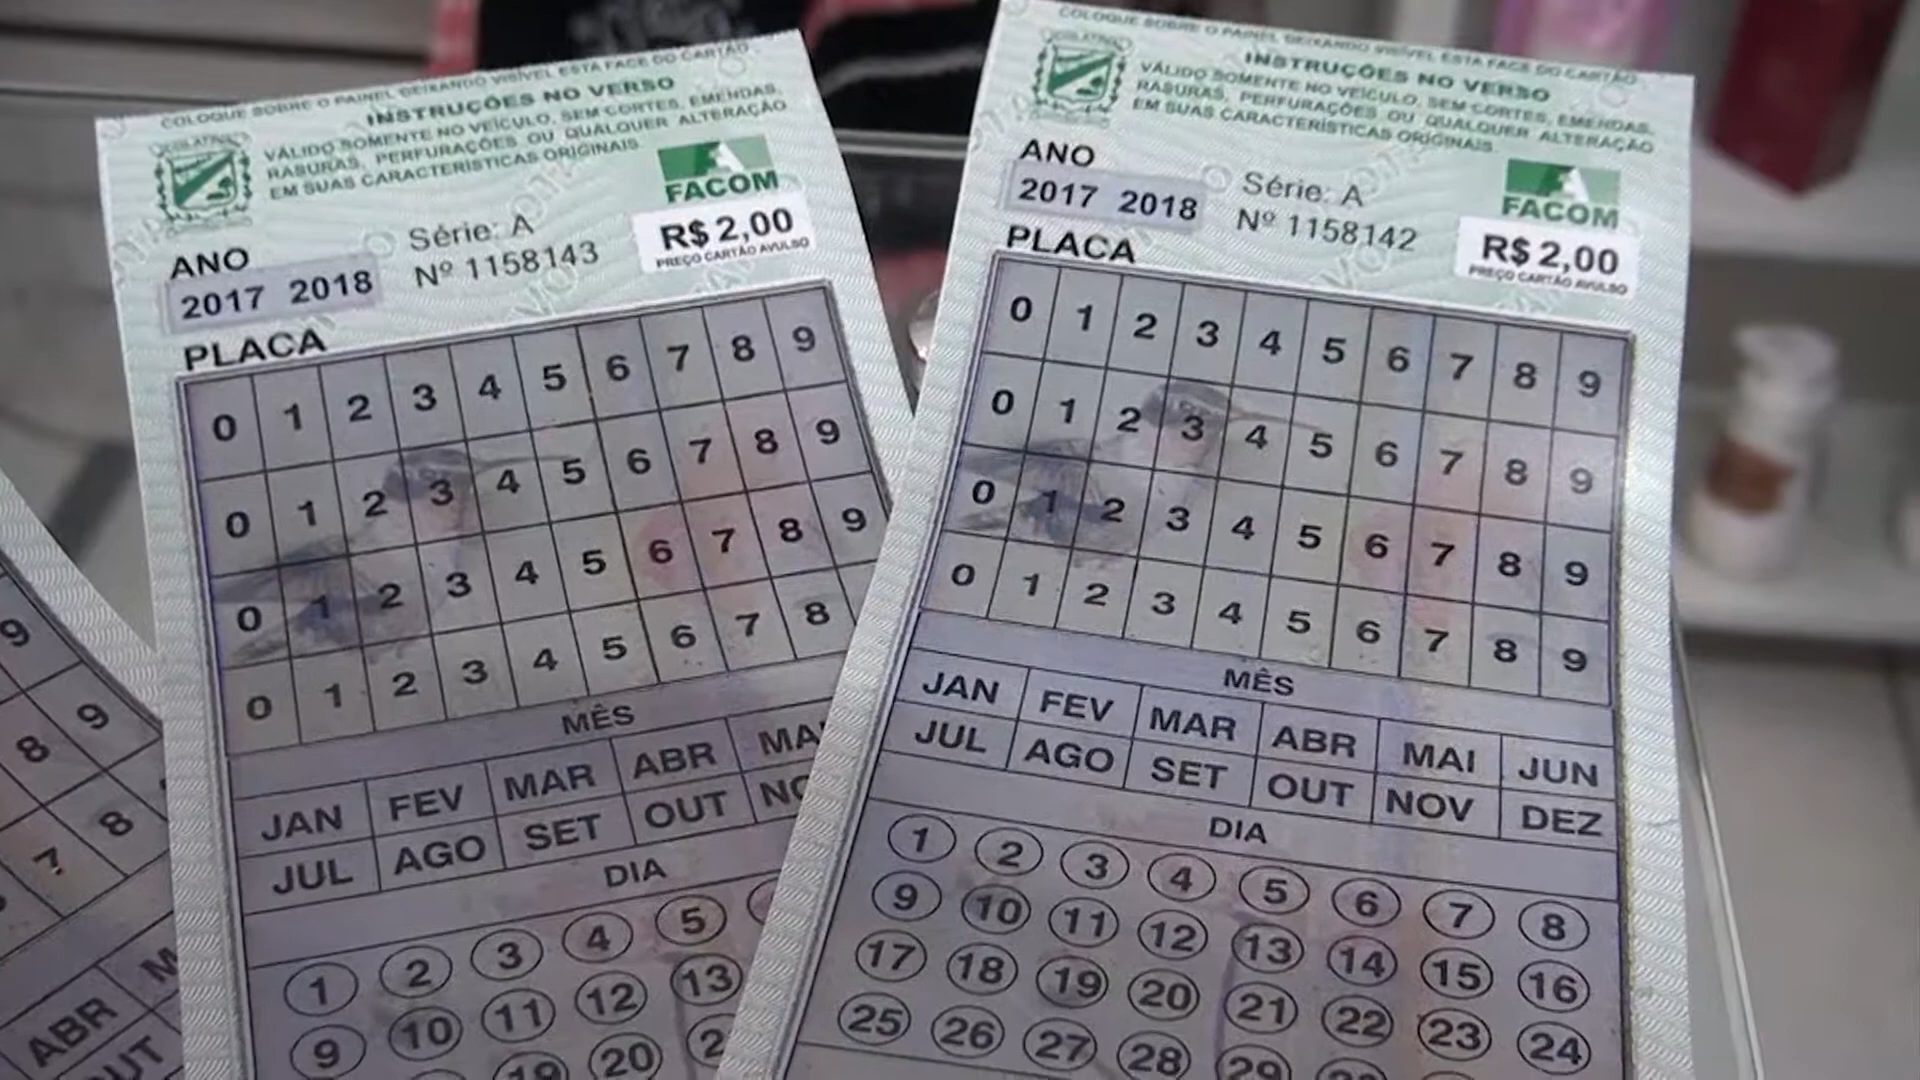 COLOQUE SOBRE O PAINEL DEIXANDO VISÍVEL ESTA FACE DO CARTÃO
INSTRUÇÕES NO VERSO
VÁLIDO SOMENTE NO VEÍCULO, SEM CORTES, EMENDAS,
RASURAS, PERFURAÇÕES OU QUALQUER ALTERAÇÃO
EM SUAS CARACTERÍSTICAS ORIGINAIS.
FACOM
R$ 2,00
PREÇO CARTÃO AVULSO
ANO
2017 2018
Série: A
Nº 1158143
PLACA
0 1 2 3 4 5 6 7 8 9
0 1 2 3 4 5 6 7 8 9
0 1 2 3 4 5 6 7 8 9
0 1 2 3 4 5 6 7 8
MÊS
JAN FEV MAR ABR MAI
JUL AGO SET OUT NO
DIA
1 2 3 4 5
9 10 11 12 13
19 20 2
COLOQUE SOBRE O PAINEL DEIXANDO VISÍVEL ESTA FACE DO CARTÃO
INSTRUÇÕES NO VERSO
VÁLIDO SOMENTE NO VEÍCULO, SEM CORTES, EMENDAS,
RASURAS, PERFURAÇÕES OU QUALQUER ALTERAÇÃO
EM SUAS CARACTERÍSTICAS ORIGINAIS.
FACOM
R$ 2,00
PREÇO CARTÃO AVULSO
ANO
2017 2018
Série: A
Nº 1158142
PLACA
0 1 2 3 4 5 6 7 8 9
0 1 2 3 4 5 6 7 8 9
0 1 2 3 4 5 6 7 8 9
0 1 2 3 4 5 6 7 8 9
MÊS
JAN FEV MAR ABR MAI JUN
JUL AGO SET OUT NOV DEZ
DIA
1 2 3 4 5 6 7 8
9 10 11 12 13 14 15 16
17 18 19 20 21 22 23 24
25 26 27 28 29 30
9
8 9
7 8
ABR M
OUT